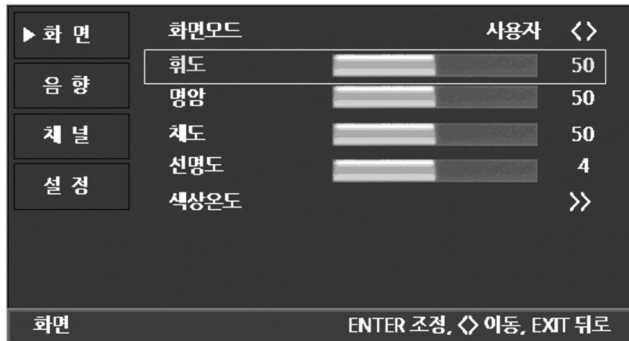 ▶화 면
음 향
채 널
설 정
화면모드 사용자 <>
휘도 50
명암 50
채도 50
선명도 4
색상온도 >>
화면 ENTER 조정, <> 이동, EXIT 뒤로